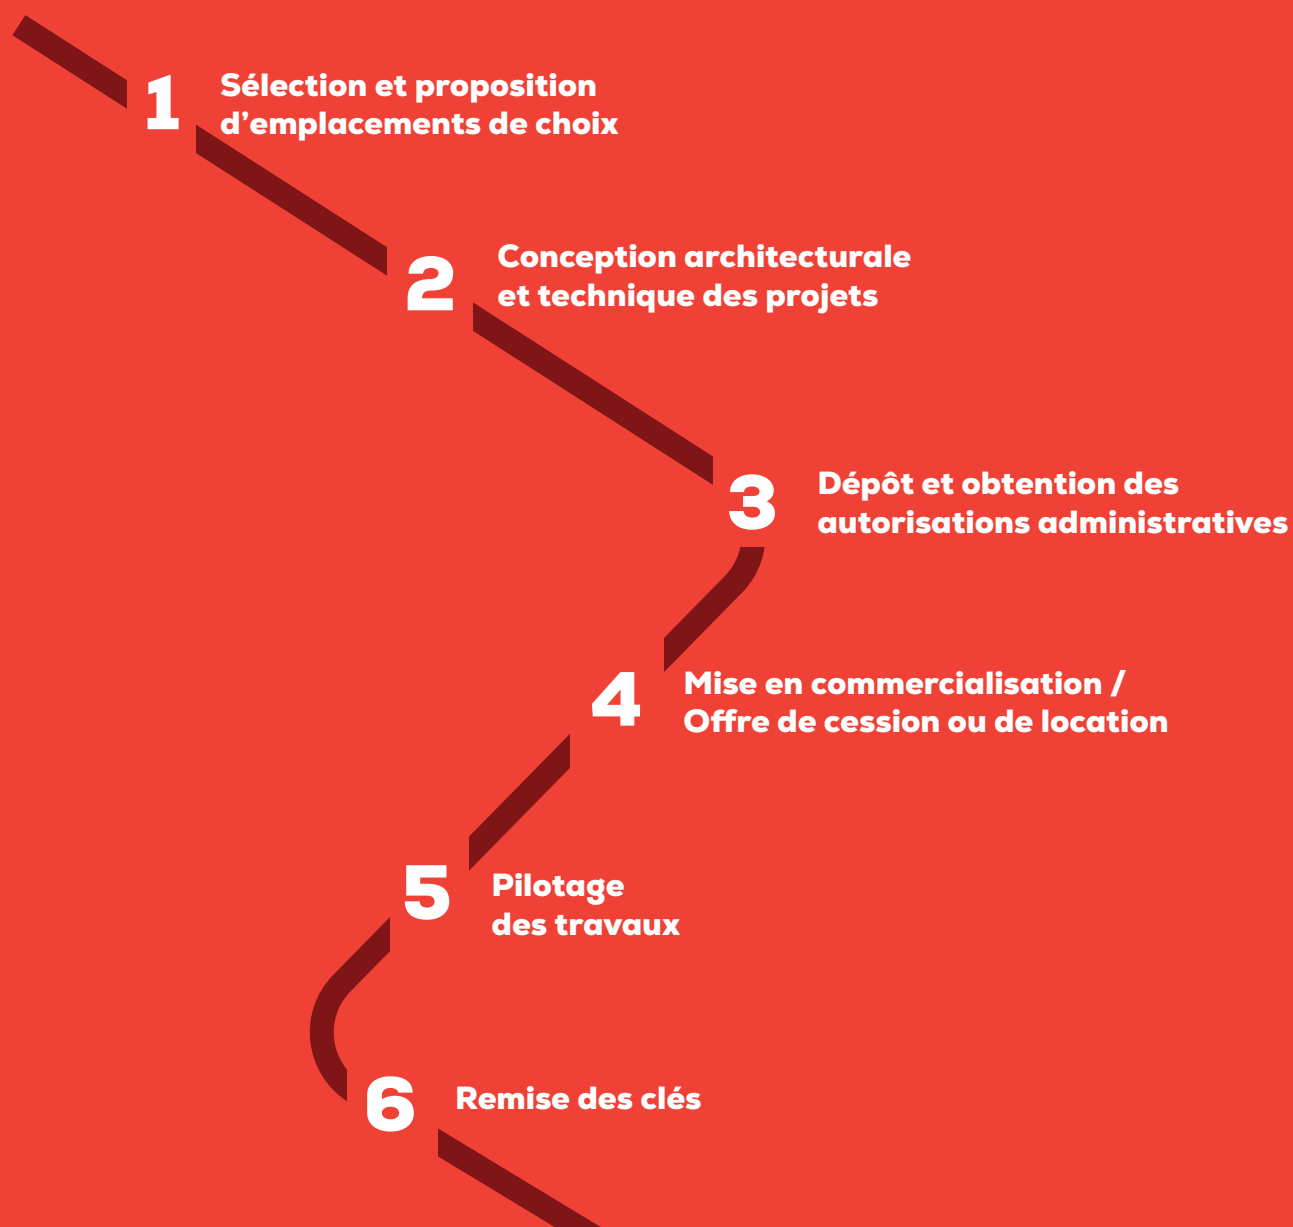 1
Sélection et proposition
d’emplacements de choix
2
Conception architecturale
et technique des projets
3
Dépôt et obtention des
autorisations administratives
4
Mise en commercialisation /
Offre de cession ou de location
5
Pilotage
des travaux
6
Remise des clés